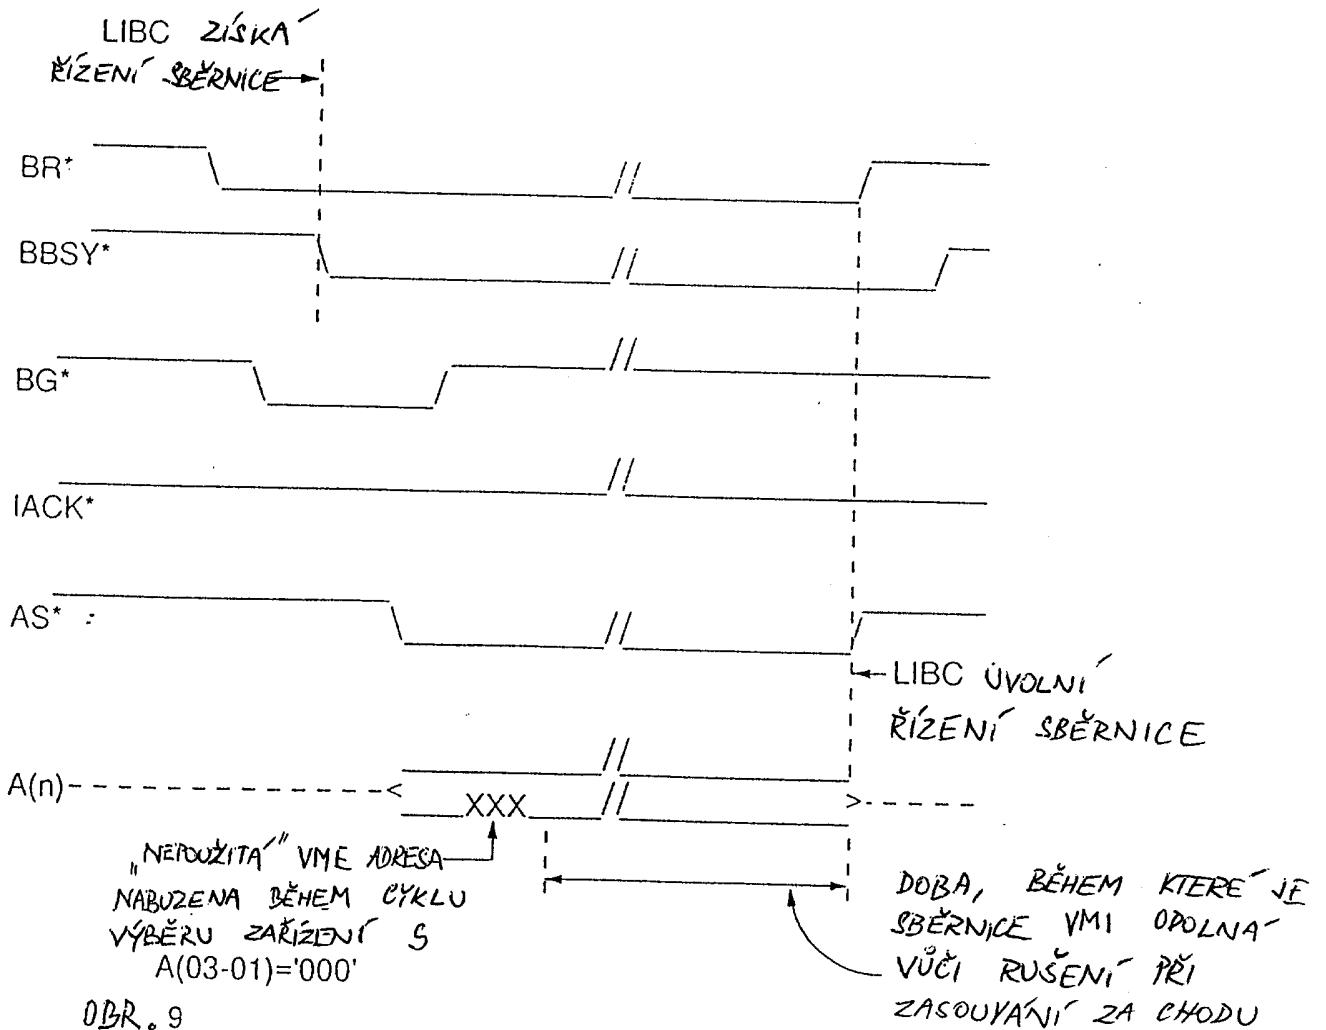 LIBC ZÍSKÁ
ŘÍZENÍ SBĚRNICE
BR*
BBSY*
BG*
IACK*
AS* :
LIBC UVOLNÍ
ŘÍZENÍ SBĚRNICE
A(n)
XXX
„NEPOUŽITÁ" VME ADRESA
NABUZENA BĚHEM CYKLU
VÝBĚRU ZAŘÍZENÍ S
A(03-01)='000'
DOBA, BĚHEM KTERÉ JE
SBĚRNICE VMI ODOLNÁ
VŮČI RUŠENÍ PŘI
ZASOUVÁNÍ ZA CHODU
OBR. 9